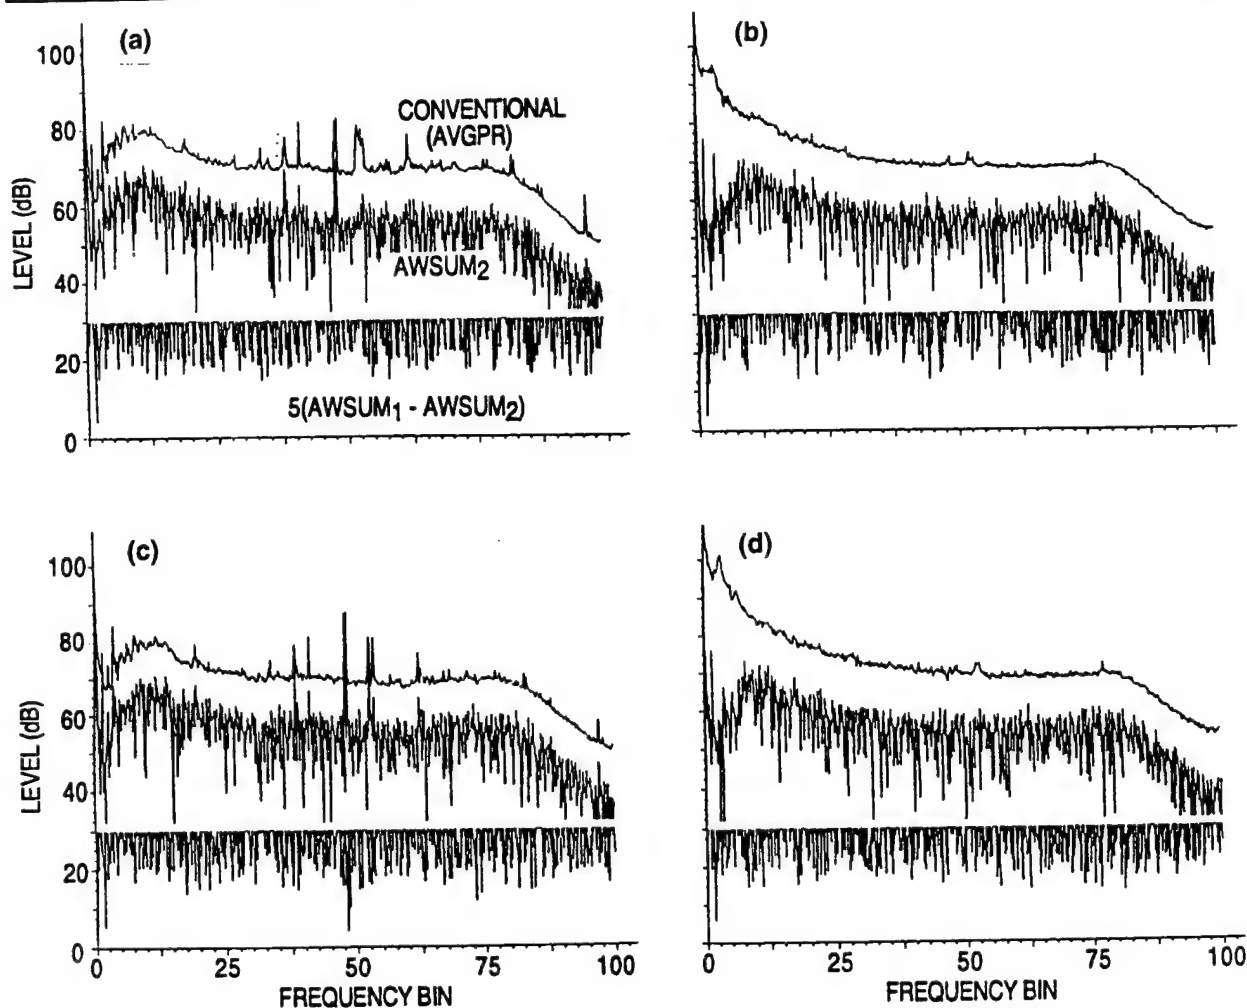 (a)
(b)
100
80
60
40
20
0
LEVEL (dB)
CONVENTIONAL
(AVGPR)
AWSUM2
5(AWSUM1 - AWSUM2)
(c)
(d)
100
80
60
40
20
0
LEVEL (dB)
0 25 50 75 100
FREQUENCY BIN
0 25 50 75 100
FREQUENCY BIN